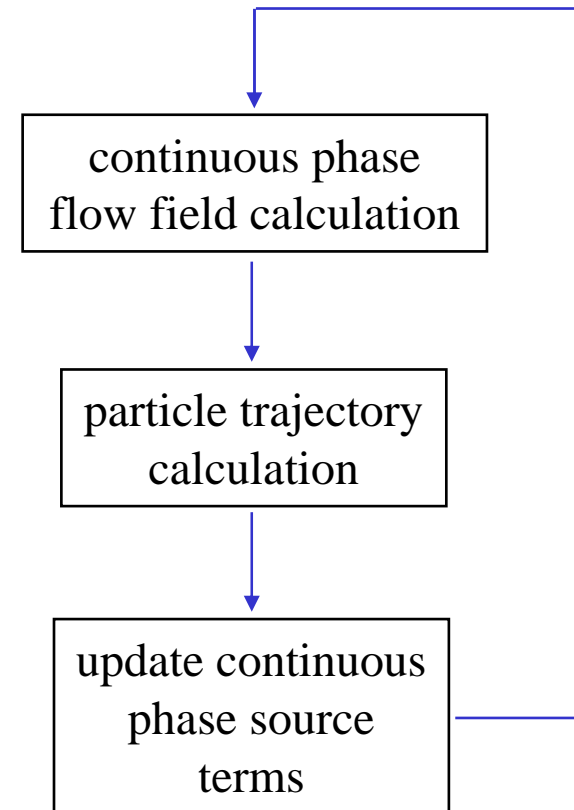 continuous phase
flow field calculation
particle trajectory
calculation
update continuous
phase source
terms